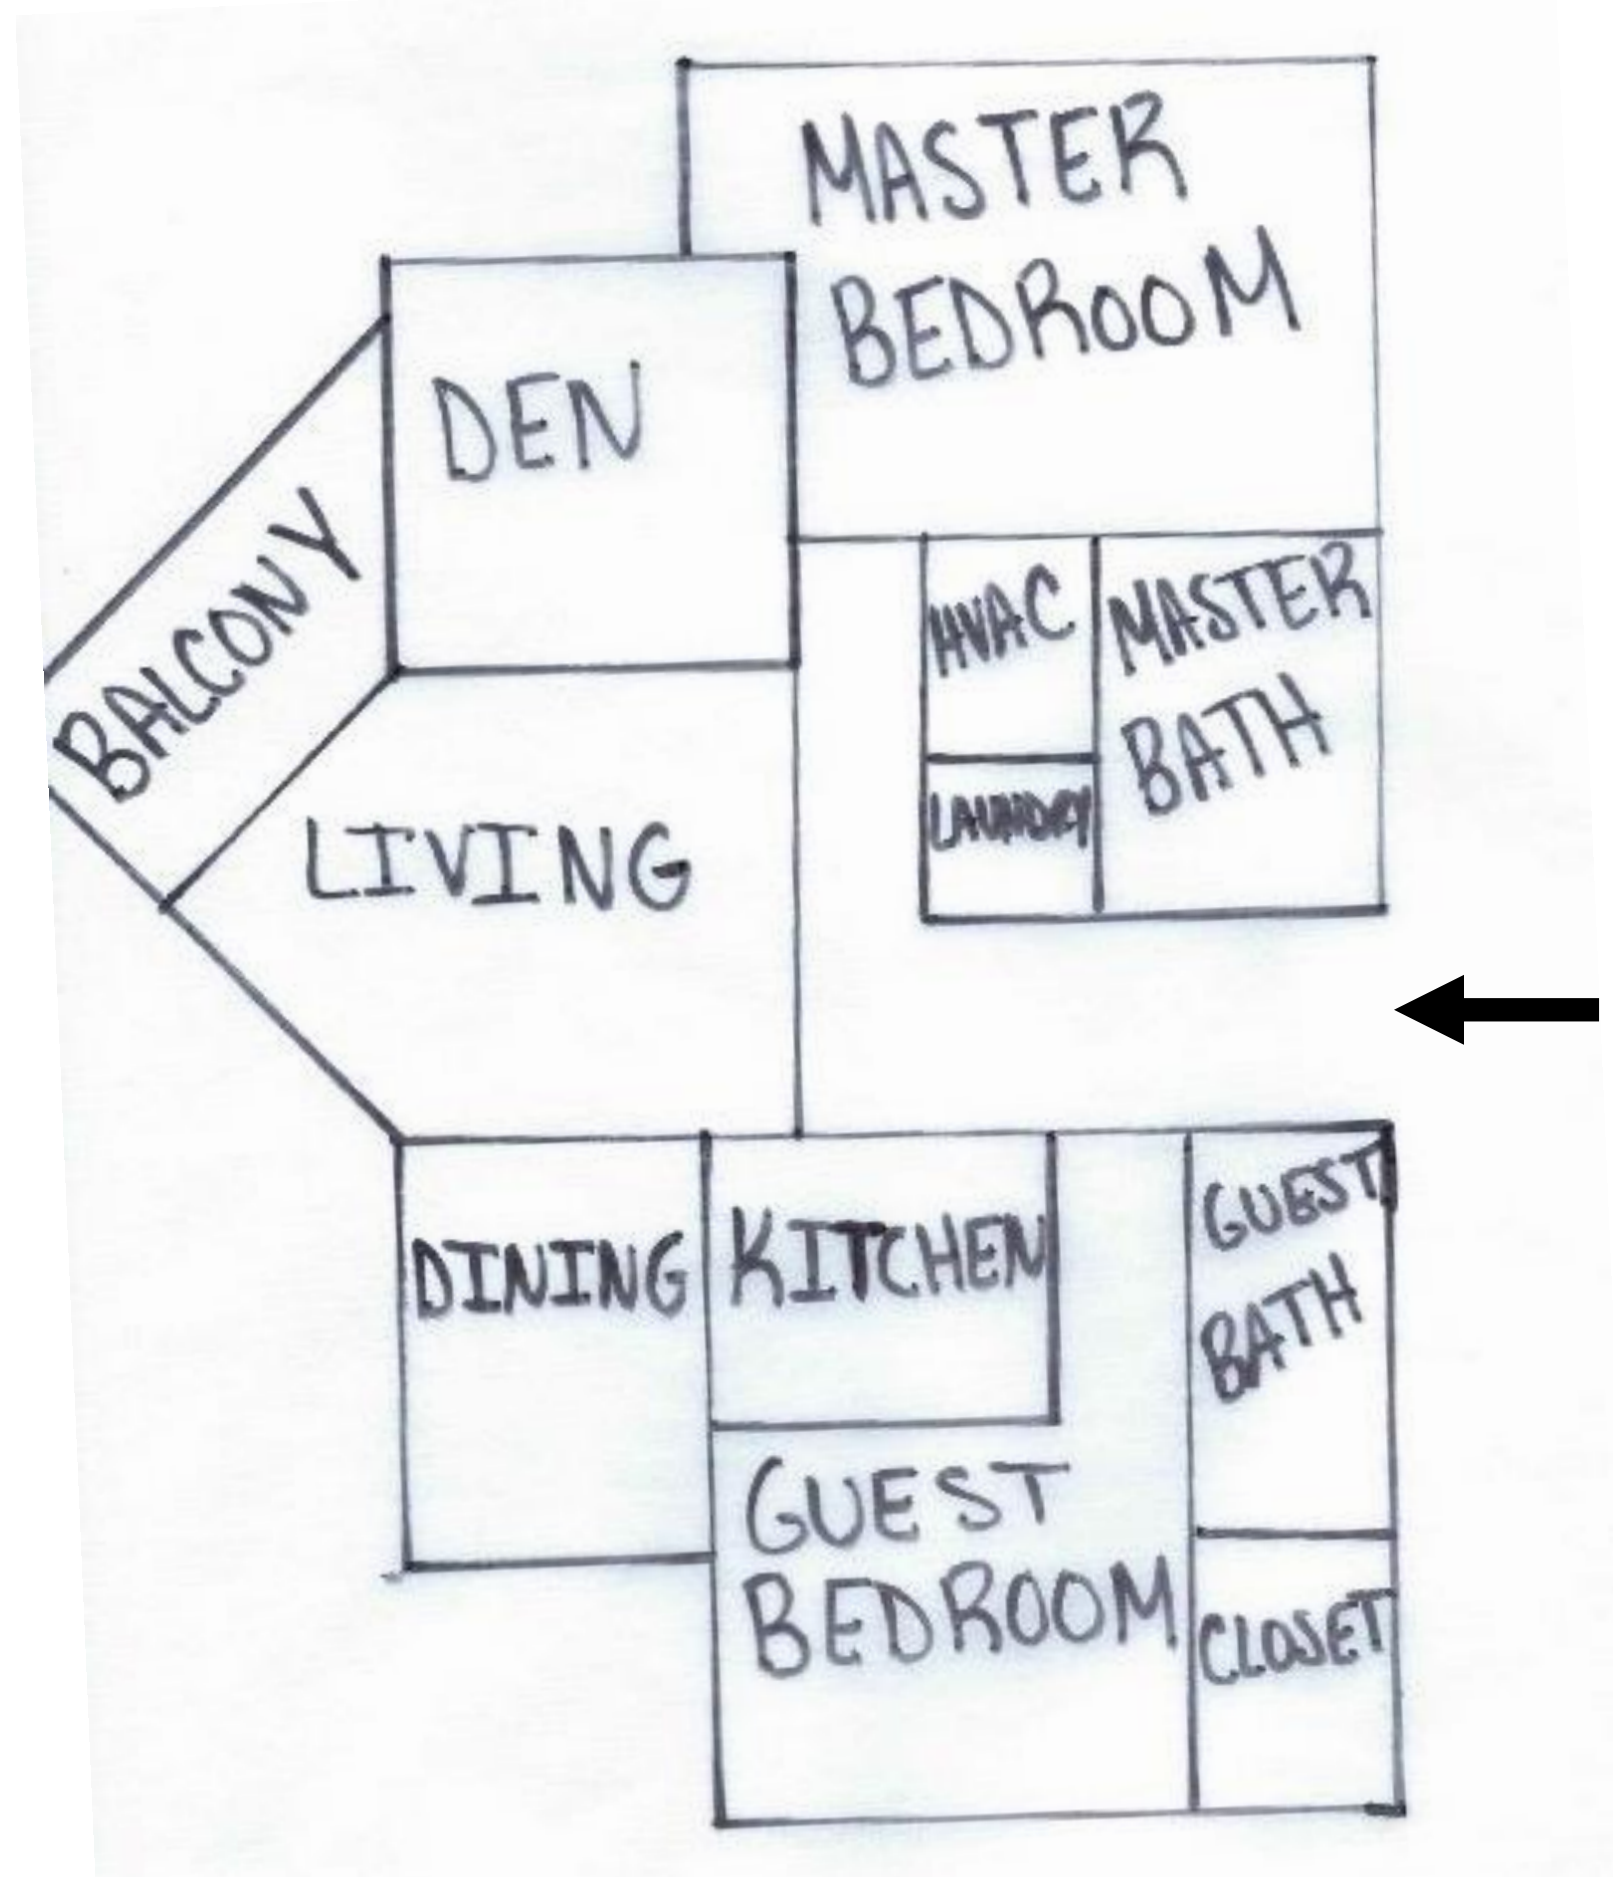 MASTER
BEDROOM
DEN
BALCONY
HVAC
MASTER
BATH
LAUNDRY
LIVING
DINING
KITCHEN
GUEST
BATH
GUEST
BEDROOM
CLOSET